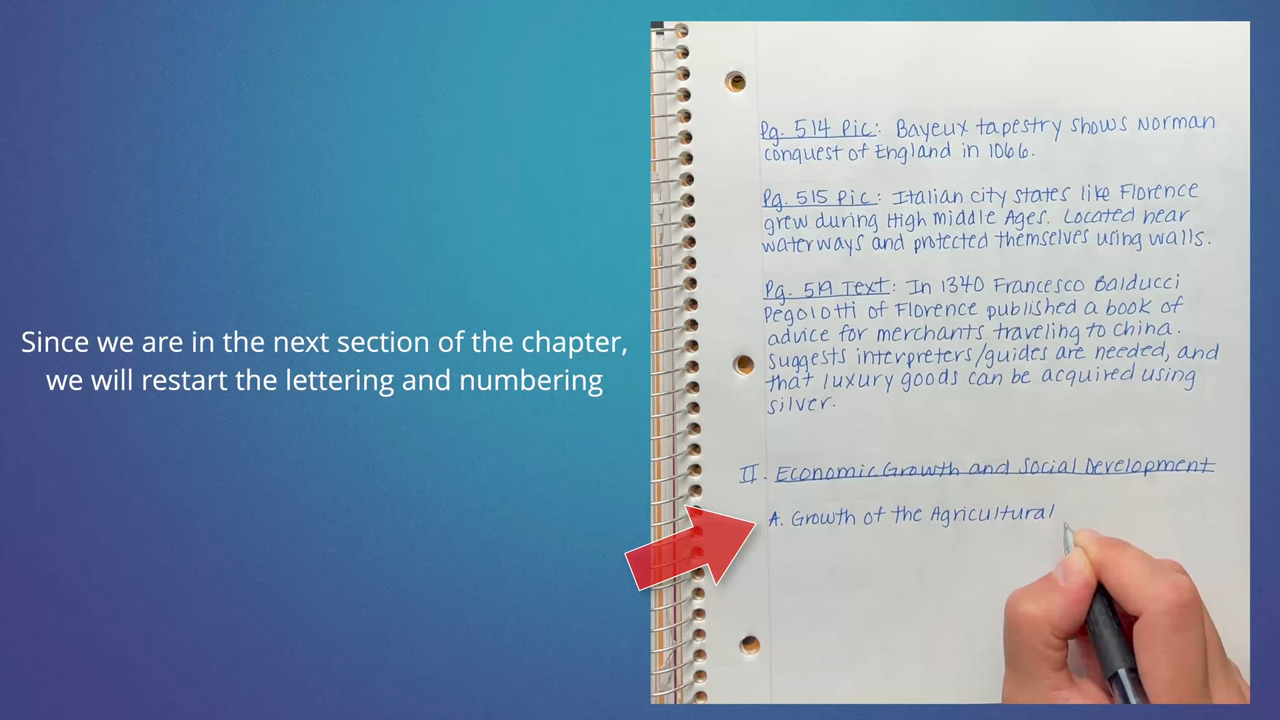 Since we are in the next section of the chapter,
we will restart the lettering and numbering
Pg. 514 Pic: Bayeux tapestry shows Norman
conquest of England in 1066.
Pg. 515 Pic: Italian city states like Florence
grew during High middle Ages. Located near
waterways and protected themselves using walls.
Pg. 519 Text: In 1340 Francesco Balducci
Pegolotti of Florence published a book of
advice for merchants traveling to china.
suggests interpreters/guides are needed, and
that luxury goods can be acquired using
silver.
II. Economic Growth and Social Development
A. Growth of the Agricultural